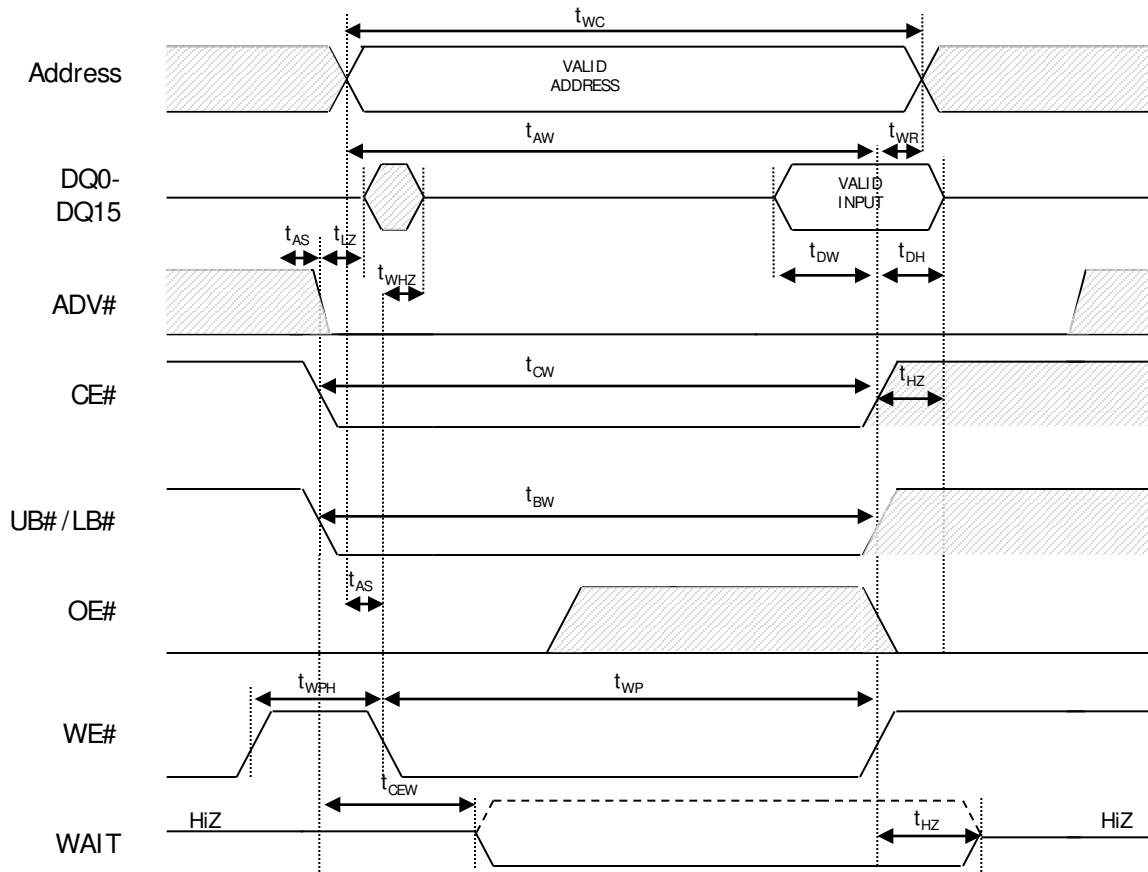 tWC
Address
VALID
ADDRESS
tAW
tWR
DQ0-
DQ15
VALID
INPUT
tAS
tLZ
tWHZ
tDW
tDH
ADV#
tCW
tHZ
CE#
tBW
UB# / LB#
tAS
OE#
tWPH
tWP
WE#
tCEW
HiZ
tHZ
HiZ
WAIT